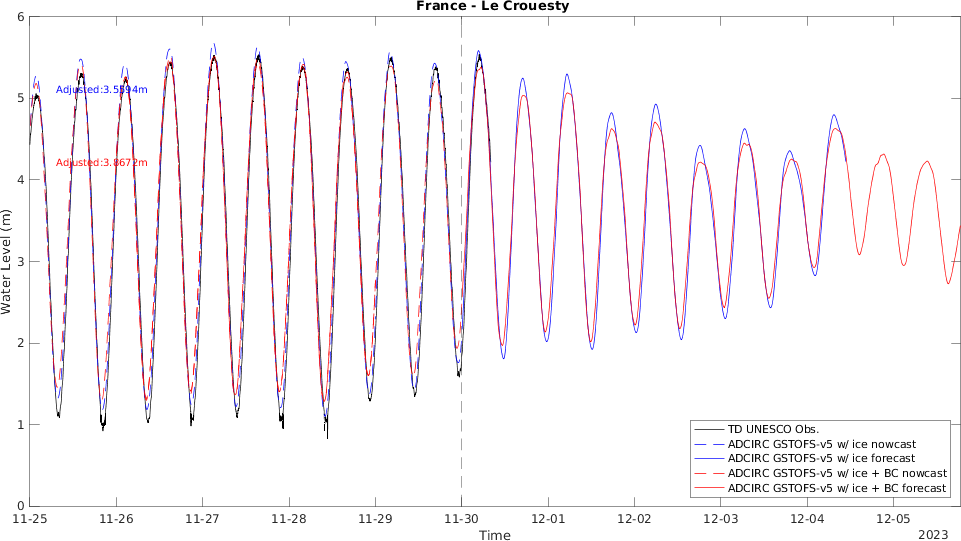 France - Le Crouesty
Water Level (m)
6
5
4
3
2
1
0
Adjusted:3.5594m
Adjusted:3.8672m
TD UNESCO Obs.
ADCIRC GSTOFS-v5 w/ ice nowcast
ADCIRC GSTOFS-v5 w/ ice forecast
ADCIRC GSTOFS-v5 w/ ice + BC nowcast
ADCIRC GSTOFS-v5 w/ ice + BC forecast
11-25 11-26 11-27 11-28 11-29 11-30 12-01 12-02 12-03 12-04 12-05
Time
2023